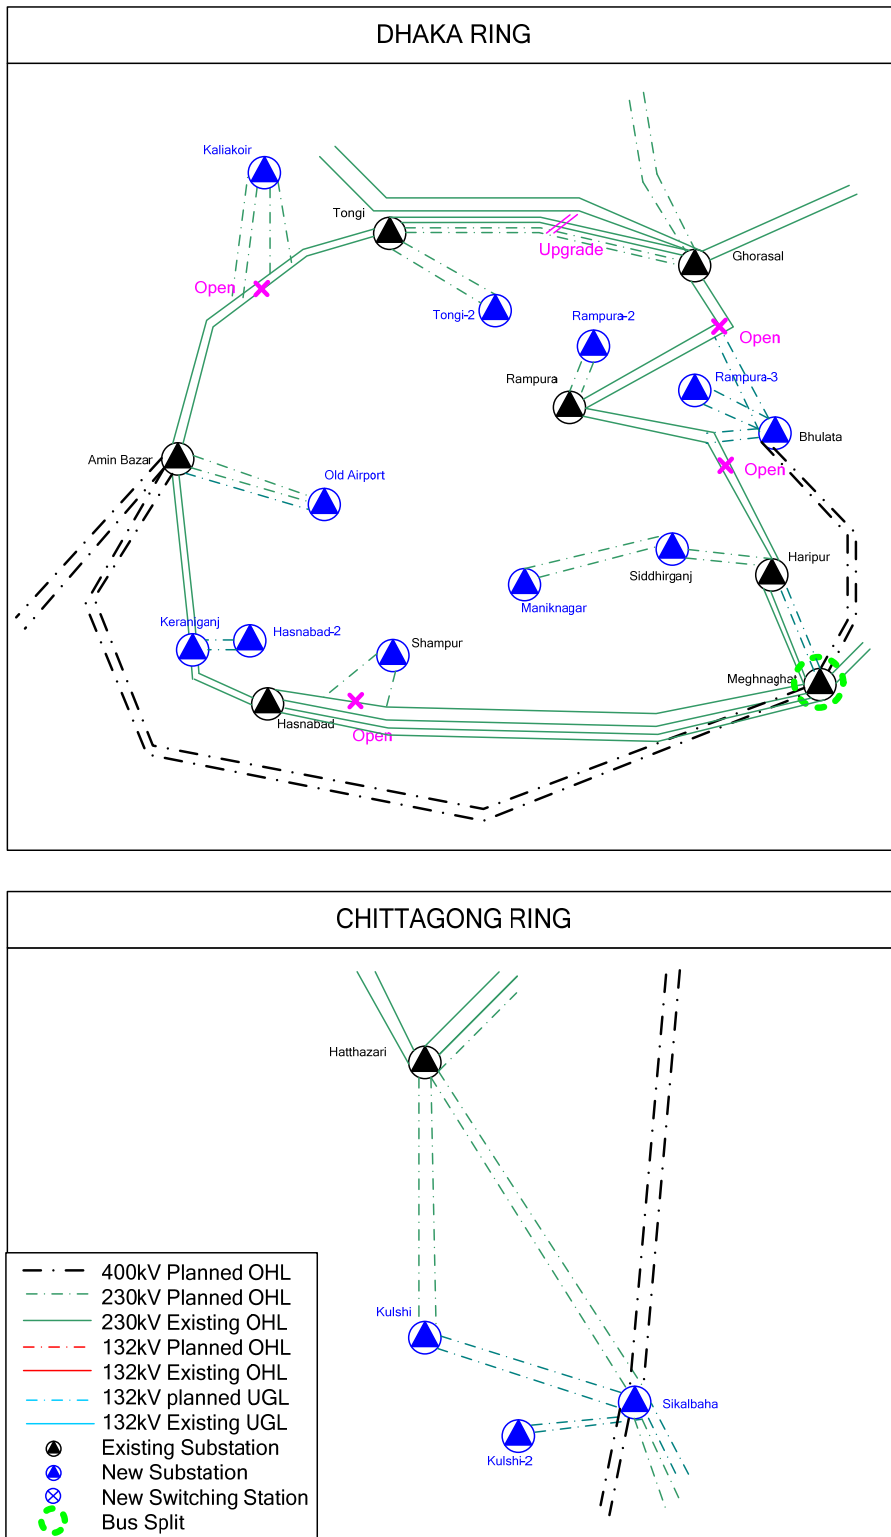 DHAKA RING
Kaliakoir
Tongi
Upgrade
Ghorasal
Open
Tongi-2
Rampura-2
Open
Rampura
Rampura-3
Bhulata
Amin Bazar
Old Airport
Open
Haripur
Siddhirganj
Maniknagar
Keraniganj
Hasnabad-2
Shampur
Meghnaghat
Hasnabad
Open
CHITTAGONG RING
Hatthazari
Kulshi
Sikalbaha
Kulshi-2
400kV Planned OHL
230kV Planned OHL
230kV Existing OHL
132kV Planned OHL
132kV Existing OHL
132kV planned UGL
132kV Existing UGL
Existing Substation
New Substation
New Switching Station
Bus Split